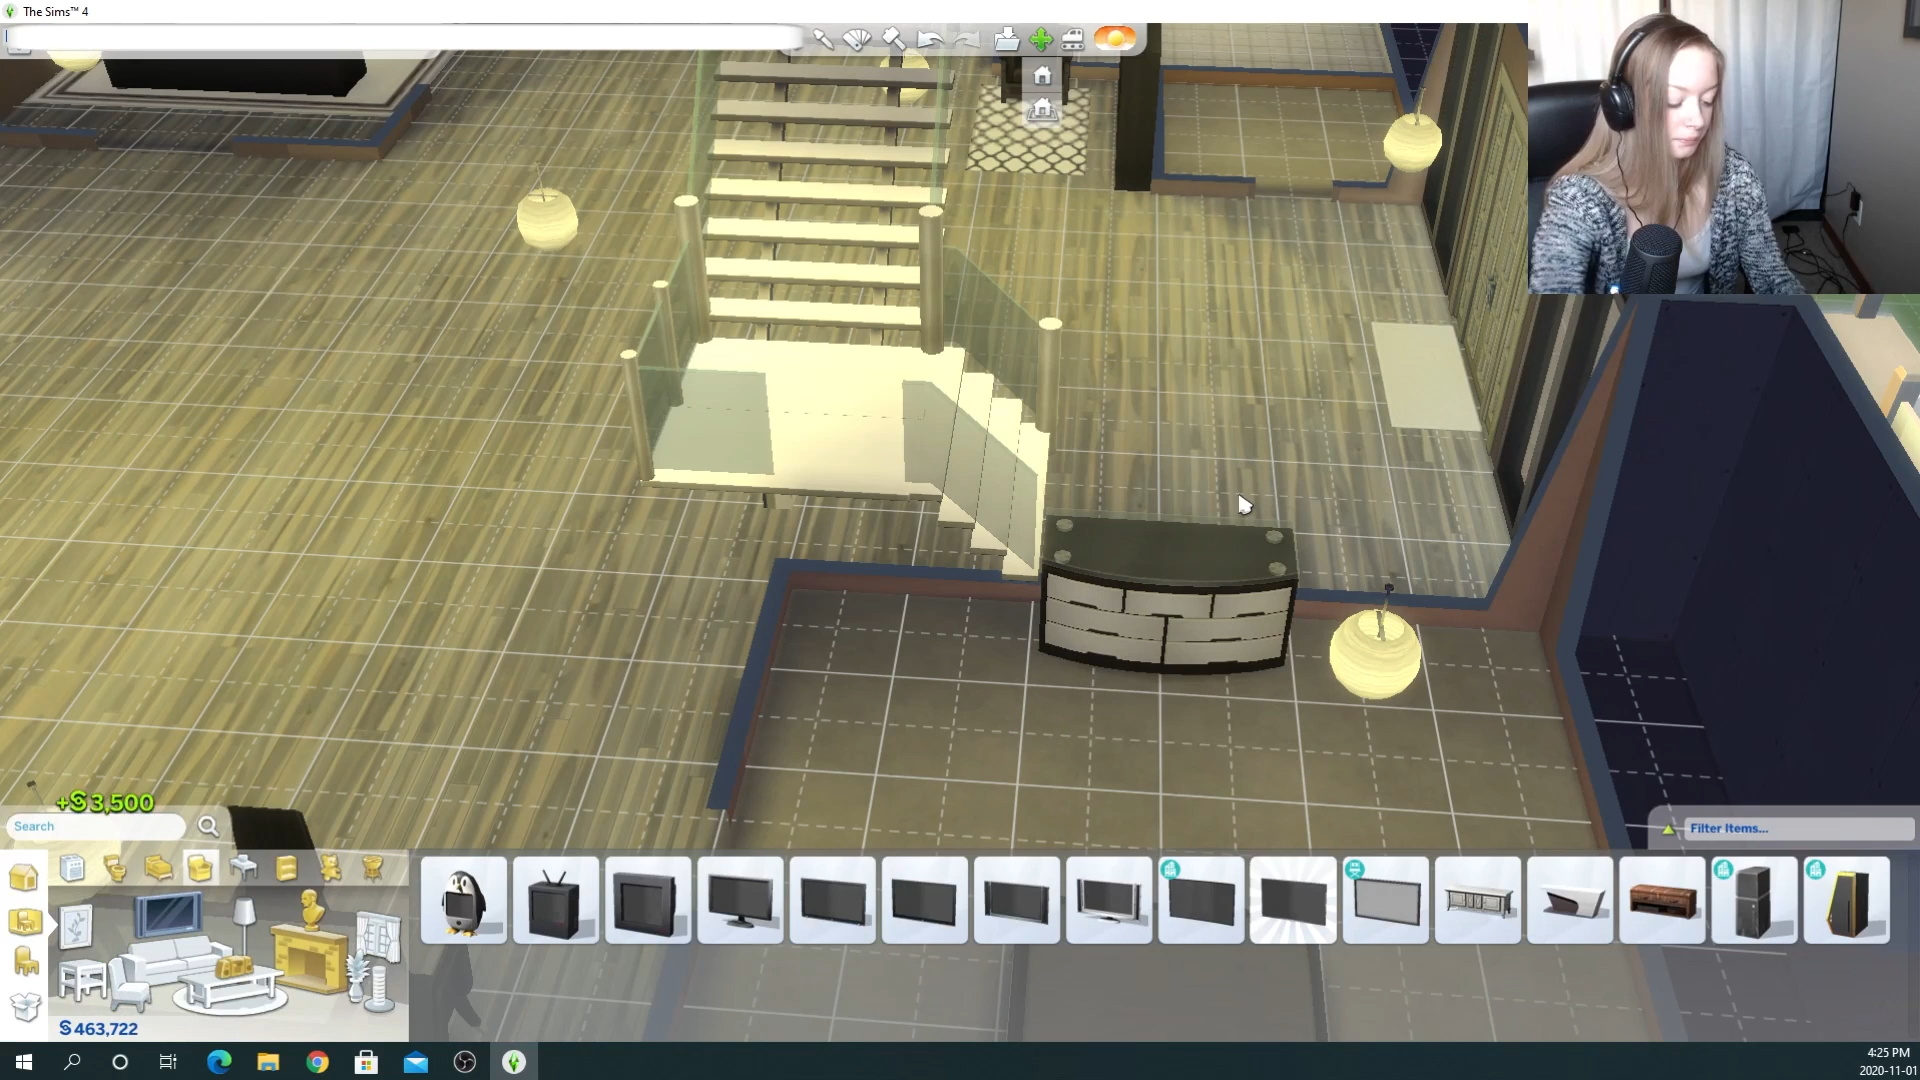 The Sims™ 4
+§3,500
Search
Filter Items...
§463,722
4:25 PM
2020-11-01